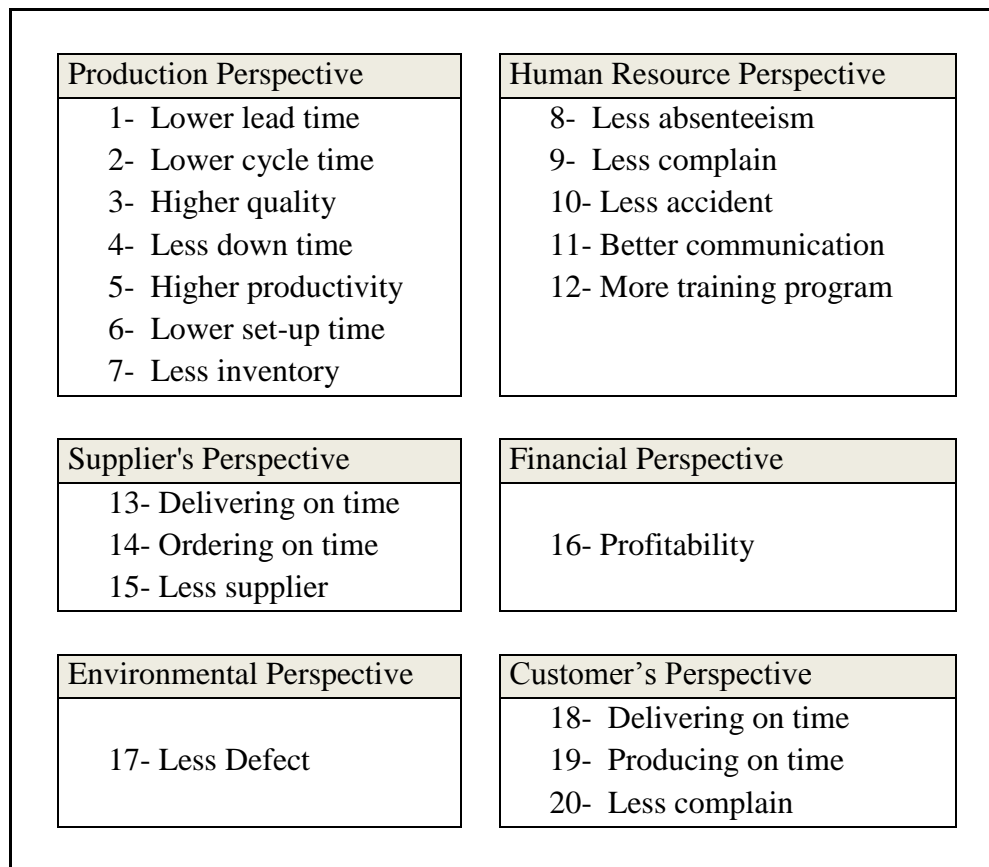 Production Perspective
1- Lower lead time
2- Lower cycle time
3- Higher quality
4- Less down time
5- Higher productivity
6- Lower set-up time
7- Less inventory
Human Resource Perspective
8- Less absenteeism
9- Less complain
10- Less accident
11- Better communication
12- More training program
Supplier's Perspective
13- Delivering on time
14- Ordering on time
15- Less supplier
Financial Perspective
16- Profitability
Environmental Perspective
17- Less Defect
Customer’s Perspective
18- Delivering on time
19- Producing on time
20- Less complain